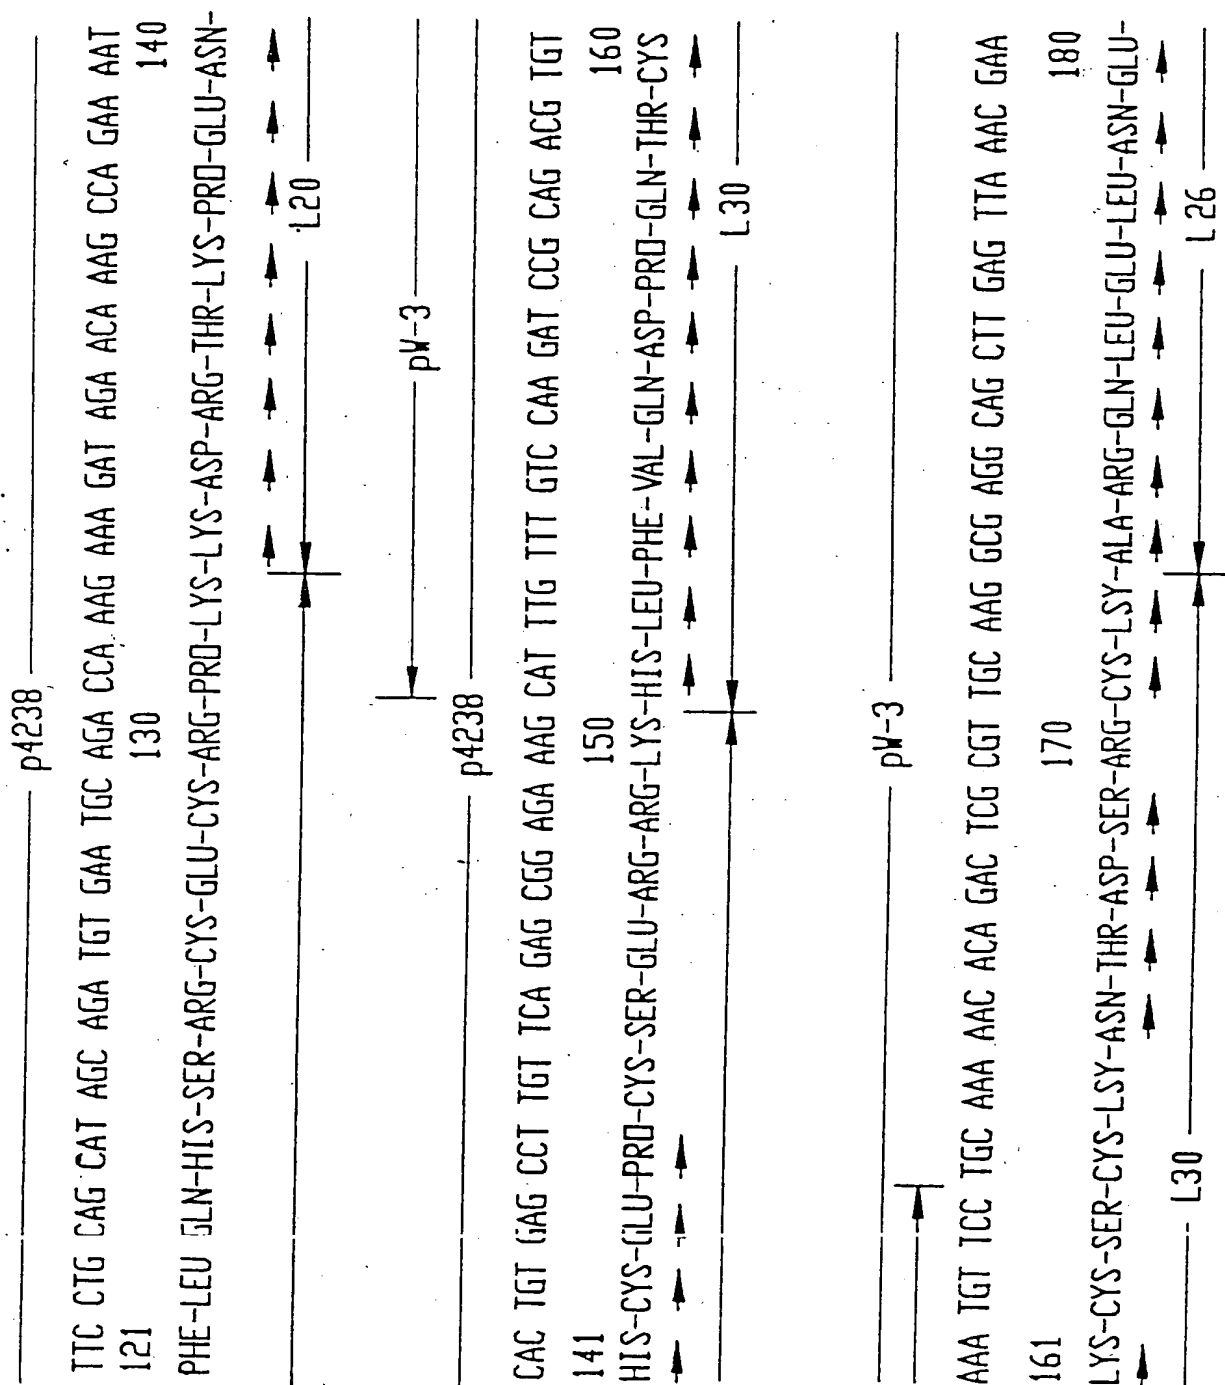 p4238
TTC CTG CAG CAT AGC AGA TGT GAA TGC AGA CCA AAG AAA GAT AGA ACA AAG CCA GAA AAT
121 130 140
PHE-LEU GLN-HIS-SER-ARG-CYS-GLU-CYS-ARG-PRO-LYS-LYS-ASP-ARG-THR-LYS-PRO-GLU-ASN-
L20
pW-3
p4238
CAC TGT GAG CCT TGT TCA GAG CGG AGA AAG CAT TTG TTT GTC CAA GAT CCG CAG ACG TGT
141 150 160
HIS-CYS-GLU-PRO-CYS-SER-GLU-ARG-ARG-LYS-HIS-LEU-PHE-VAL-GLN-ASP-PRO-GLN-THR-CYS
L30
pW-3
AAA TGT TCC TGC AAA AAC ACA GAC TCG CGT TGC AAG GCG AGG CAG CTT GAG TTA AAC GAA
161 170 180
LYS-CYS-SER-CYS-LSY-ASN-THR-ASP-SER-ARG-CYS-LSY-ALA-ARG-GLN-LEU-GLU-LEU-ASN-GLU-
L30 L26